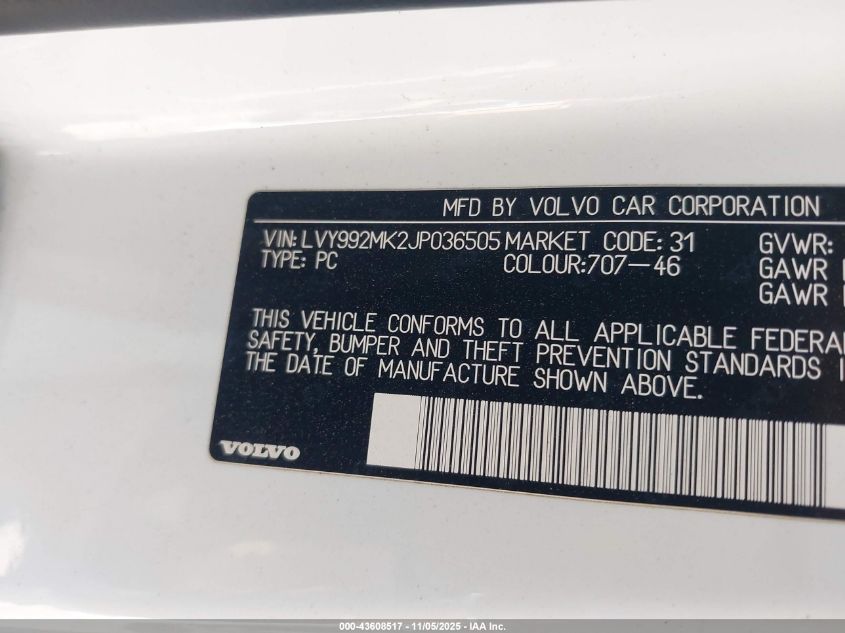 MFD BY VOLVO CAR CORPORATION
VIN: LVY992MK2JP036505 MARKET CODE: 31 GVWR:
TYPE: PC COLOUR:707-46 GAWR
GAWR
THIS VEHICLE CONFORMS TO ALL APPLICABLE FEDERA
SAFETY, BUMPER AND THEFT PREVENTION STANDARDS I
THE DATE OF MANUFACTURE SHOWN ABOVE.
VOLVO
000-43608517 - 11/05/2025 - IAA Inc.